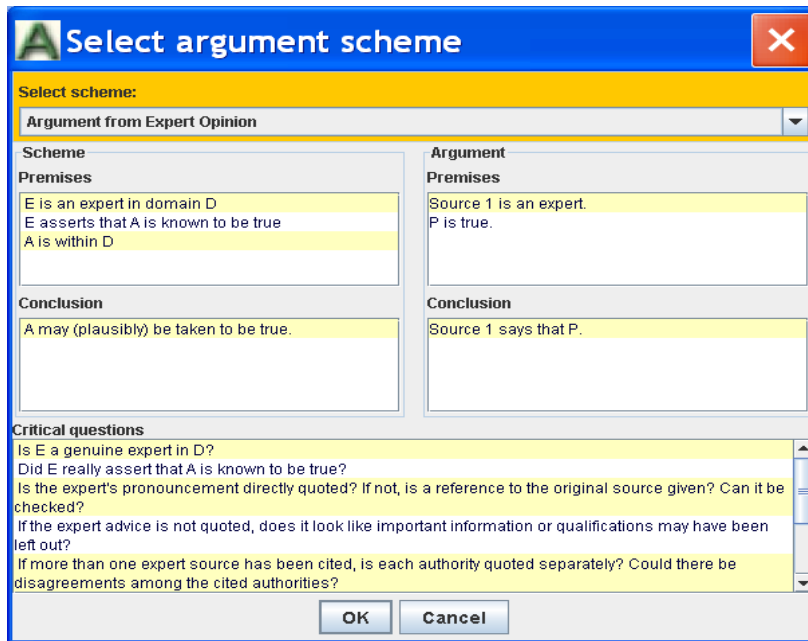 Select argument scheme
Select scheme:
Argument from Expert Opinion
Scheme
Premises
E is an expert in domain D
E asserts that A is known to be true
A is within D
Conclusion
A may (plausibly) be taken to be true.
Argument
Premises
Source 1 is an expert.
P is true.
Conclusion
Source 1 says that P.
Critical questions
Is E a genuine expert in D?
Did E really assert that A is known to be true?
Is the expert's pronouncement directly quoted? If not, is a reference to the original source given? Can it be
checked?
If the expert advice is not quoted, does it look like important information or qualifications may have been
left out?
If more than one expert source has been cited, is each authority quoted separately? Could there be
disagreements among the cited authorities?
OK
Cancel